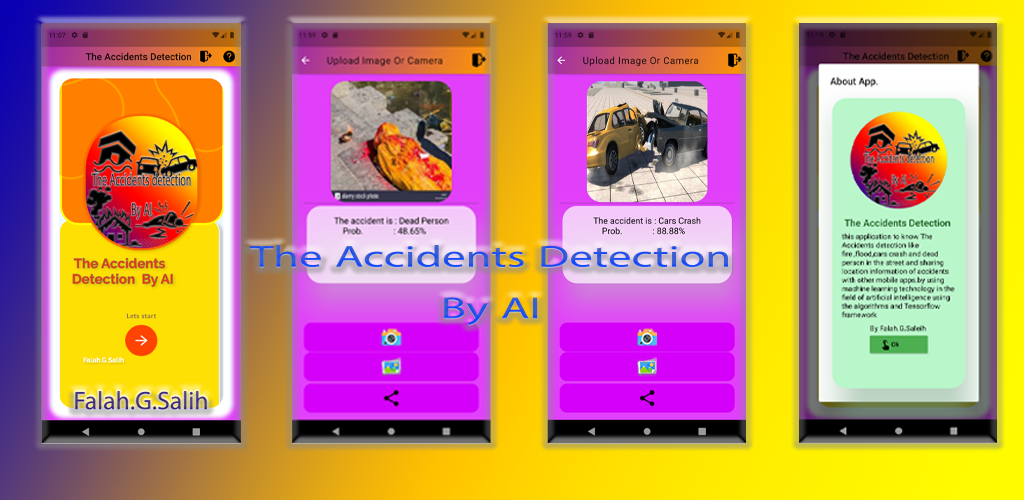 11:07
The Accidents Detection
The Accidents detection
By AI
The Accidents
Detection By AI
Lets start
Falah.G.Salih
Falah.G.Salih
11:59
Upload Image Or Camera
alamy stock photo
The accident is : Dead Person
Prob. : 48.65%
11:59
Upload Image Or Camera
The accident is : Cars Crash
Prob. : 88.88%
The Accidents Detection
By AI
The Accidents Detection
About App.
The Accidents detection
By AI
The Accidents Detection
this application to know The
Accidents detection like
fire,flood,cars crash and dead
person in the street and sharing
location information of accidents
with other mobile apps.by using
machine learning technology in the
field of artificial intelligence using
the algorithms and Tensorflow
framework
By Falah.G.Saleih
Ok